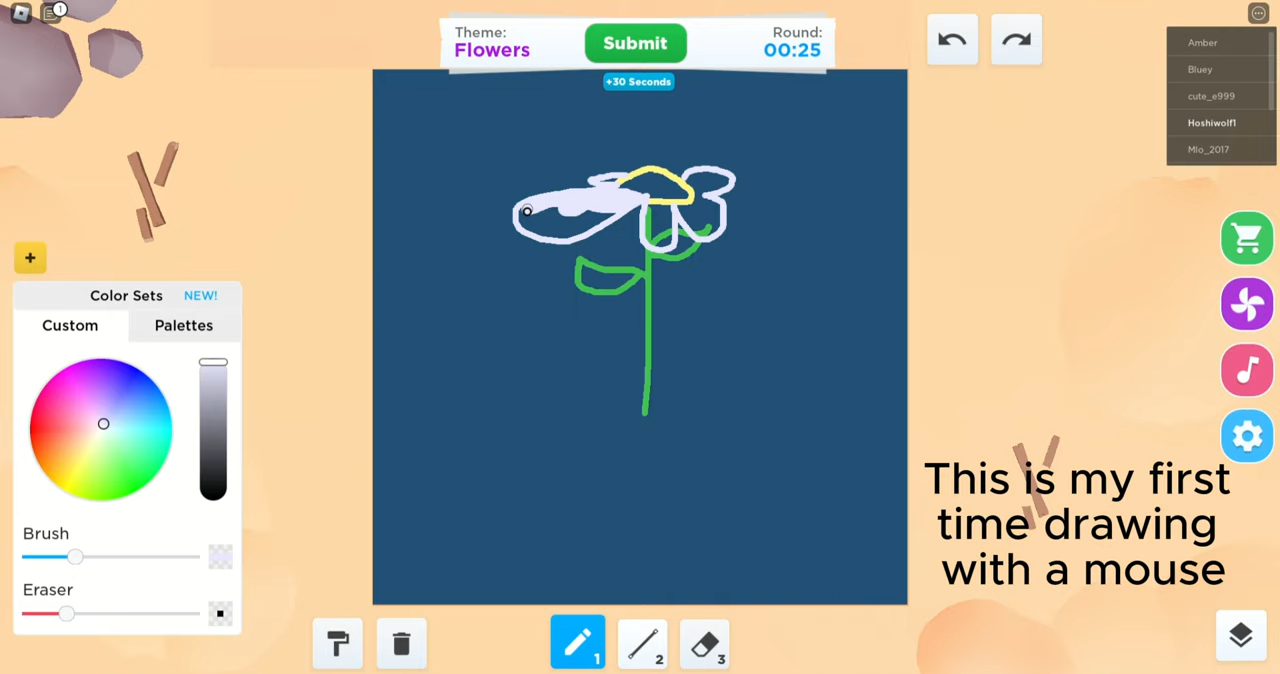 1
Theme:
Flowers
Submit
Round:
00:25
+30 Seconds
Amber
Bluey
cute_e999
Hoshiwolf1
Mlo_2017
+
Color Sets NEW!
Custom Palettes
Brush
Eraser
This is my first
time drawing
with a mouse
1 2 3